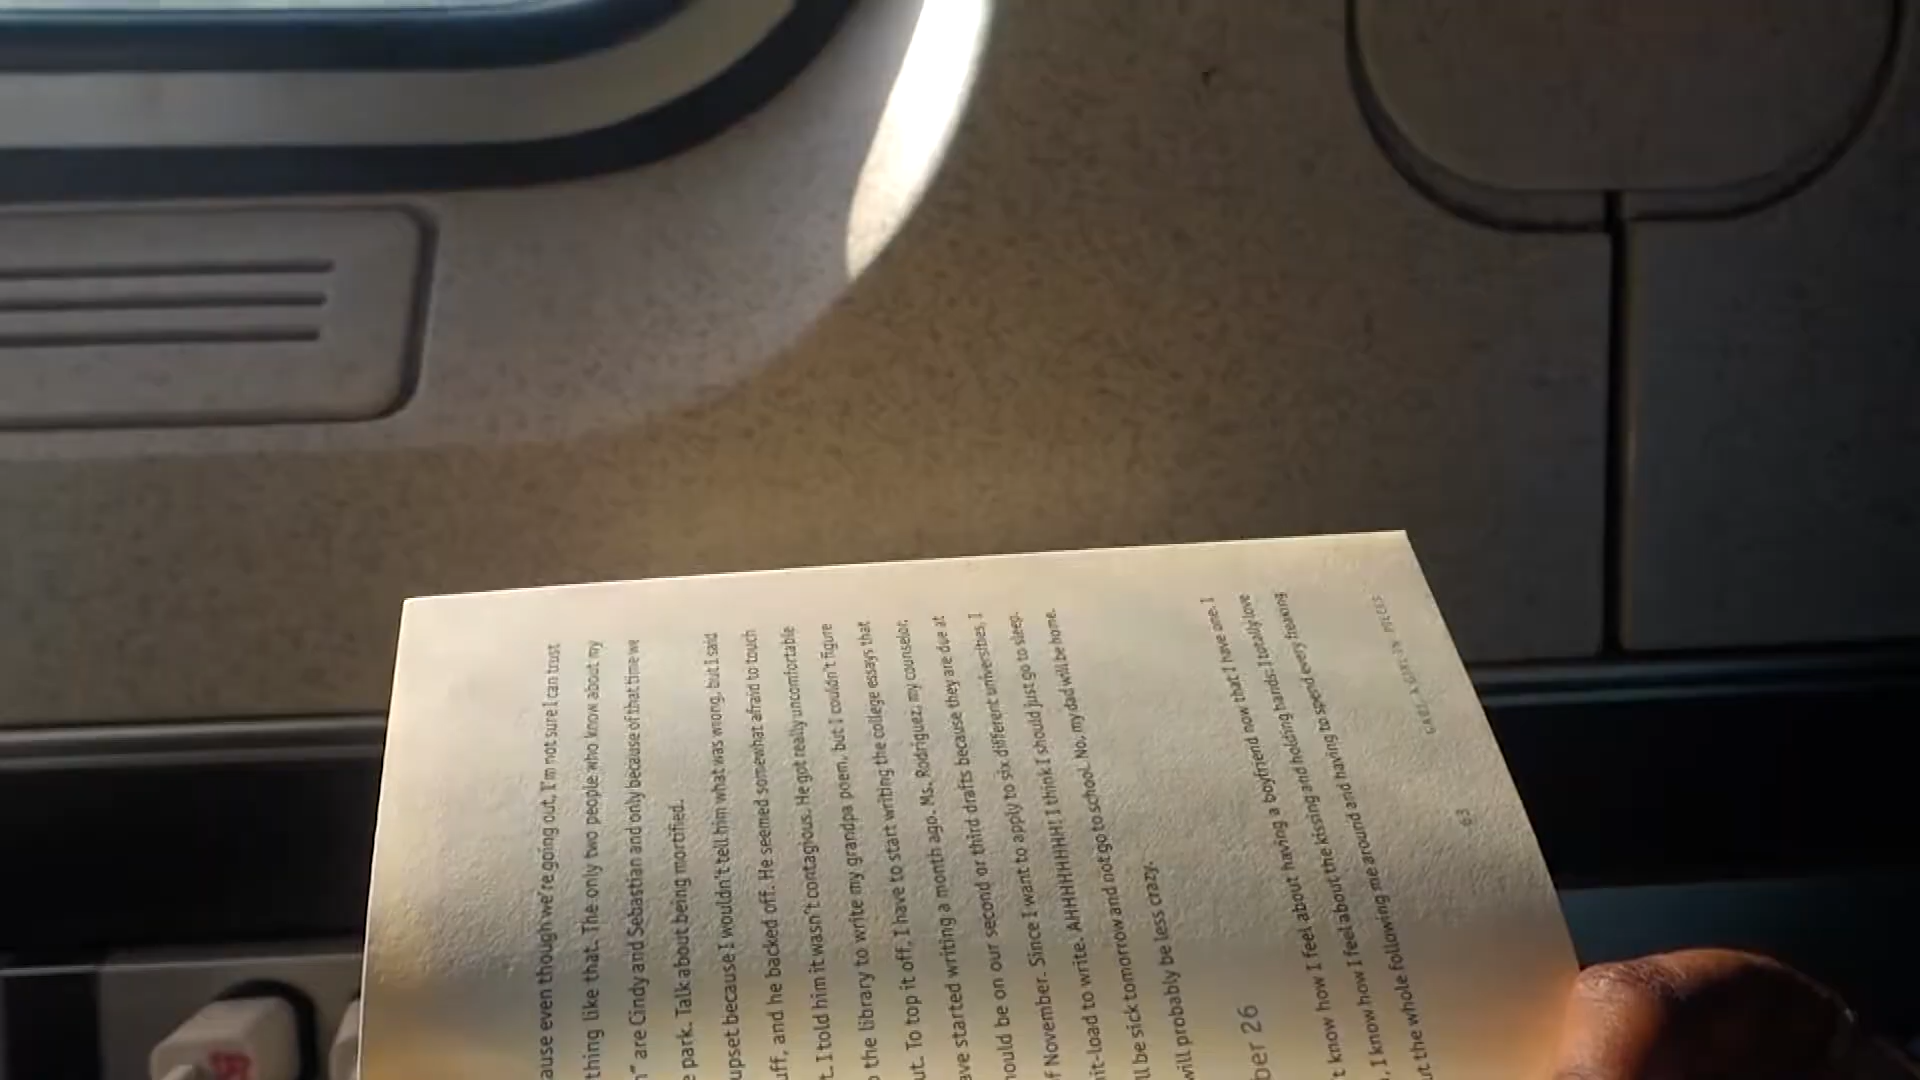 ause even though we're going out, I'm not sure I can trust
thing like that. The only two people who know about my
n" are Cindy and Sebastian and only because of that time we
e park. Talk about being mortified.
upset because I wouldn't tell him what was wrong, but I said
uff, and he backed off. He seemed somewhat afraid to touch
t. I told him it wasn't contagious. He got really uncomfortable
o the library to write my grandpa poem, but I couldn't figure
ut. To top it off, I have to start writing the college essays that
ave started writing a month ago. Ms. Rodriguez, my counselor,
hould be on our second or third drafts because they are due at
f November. Since I want to apply to six different universities, I
it-load to write. AHHHHHHHHH! I think I should just go to sleep.
ll be sick tomorrow and not go to school. No, my dad will be home.
will probably be less crazy.
ber 26
't know how I feel about having a boyfriend now that I have one. I
, I know how I feel about the kissing and holding hands: I totally love
ut the whole following me around and having to spend every freaking
63
GABI, A GIRL IN PIECES